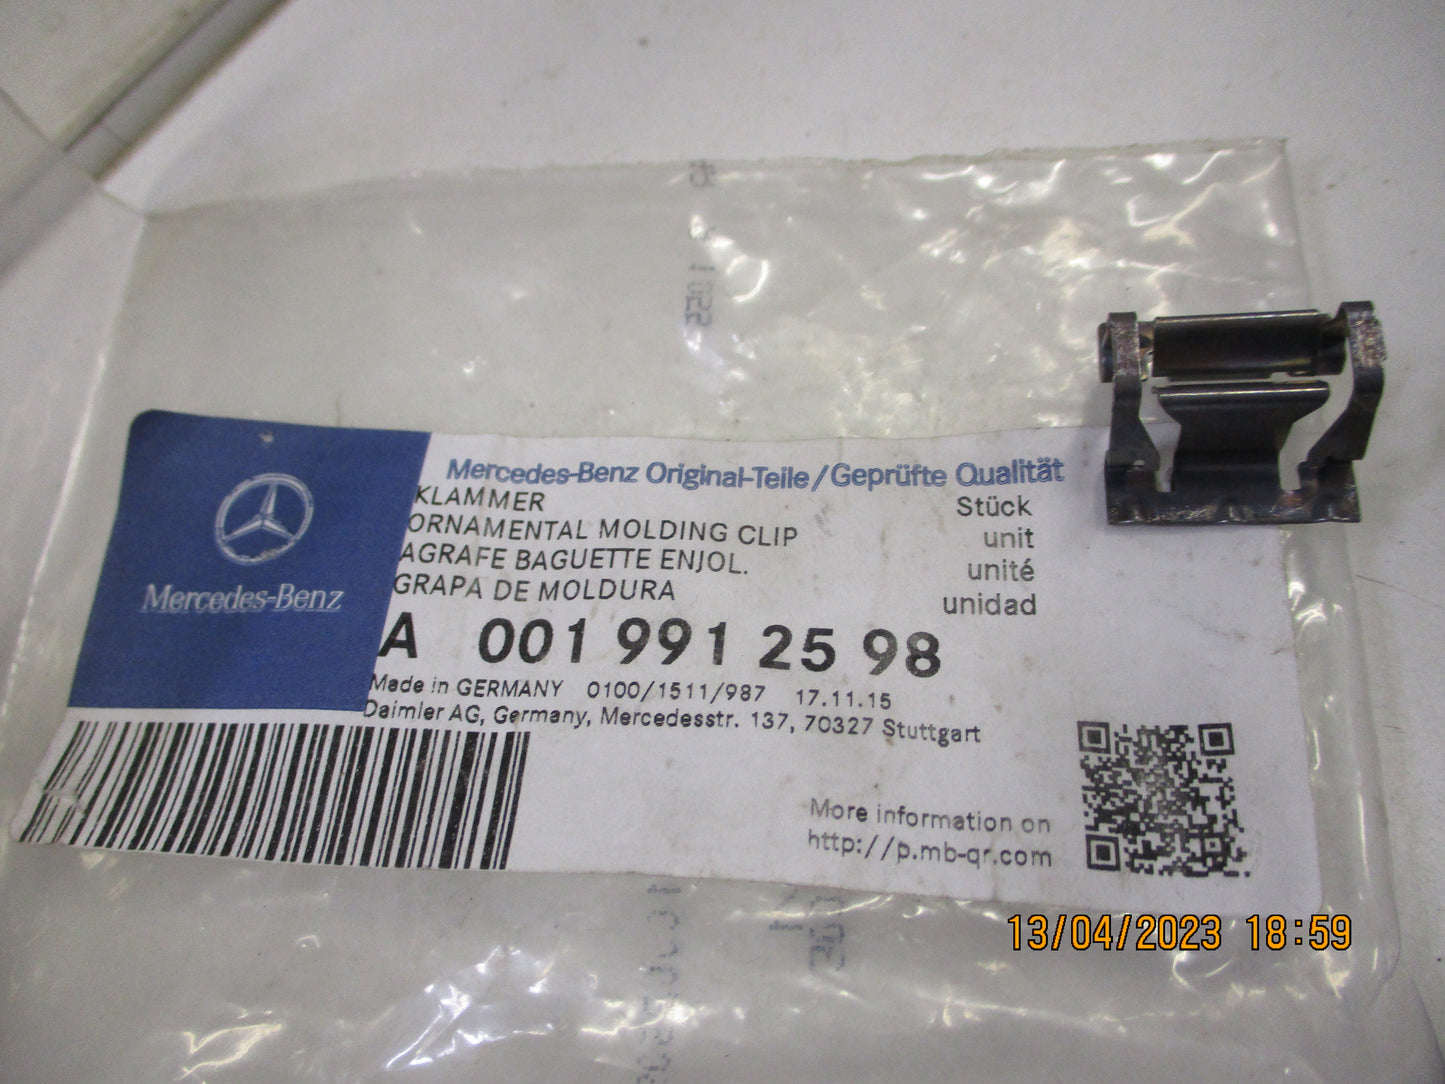 Mercedes-Benz
Mercedes-Benz Original-Teile/Geprüfte Qualität
KLAMMER Stück
ORNAMENTAL MOLDING CLIP unit
AGRAFE BAGUETTE ENJOL. unité
GRAPA DE MOLDURA unidad
A 001 991 25 98
Made in GERMANY 0100/1511/987 17.11.15
Daimler AG, Germany, Mercedesstr. 137, 70327 Stuttgart
More information on
http://p.mb-qr.com
13/04/2023 18:59